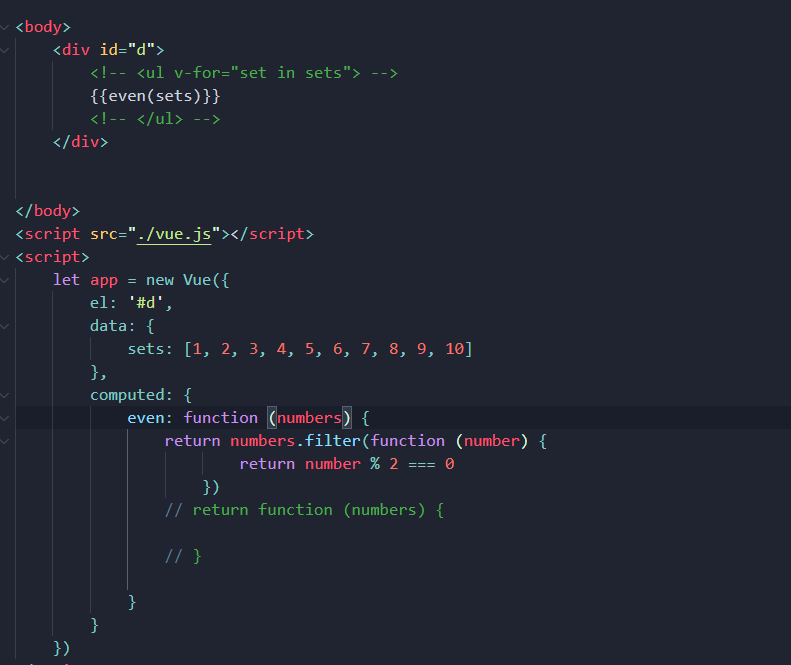 <body>
    <div id="d">
        <!-- <ul v-for="set in sets"> -->
        {{even(sets)}}
        <!-- </ul> -->
    </div>
</body>
<script src="./vue.js"></script>
<script>
    let app = new Vue({
        el: '#d',
        data: {
            sets: [1, 2, 3, 4, 5, 6, 7, 8, 9, 10]
        },
        computed: {
            even: function (numbers) {
                return numbers.filter(function (number) {
                        return number % 2 === 0
                    })
                // return function (numbers) {
                // }
            }
        }
    })